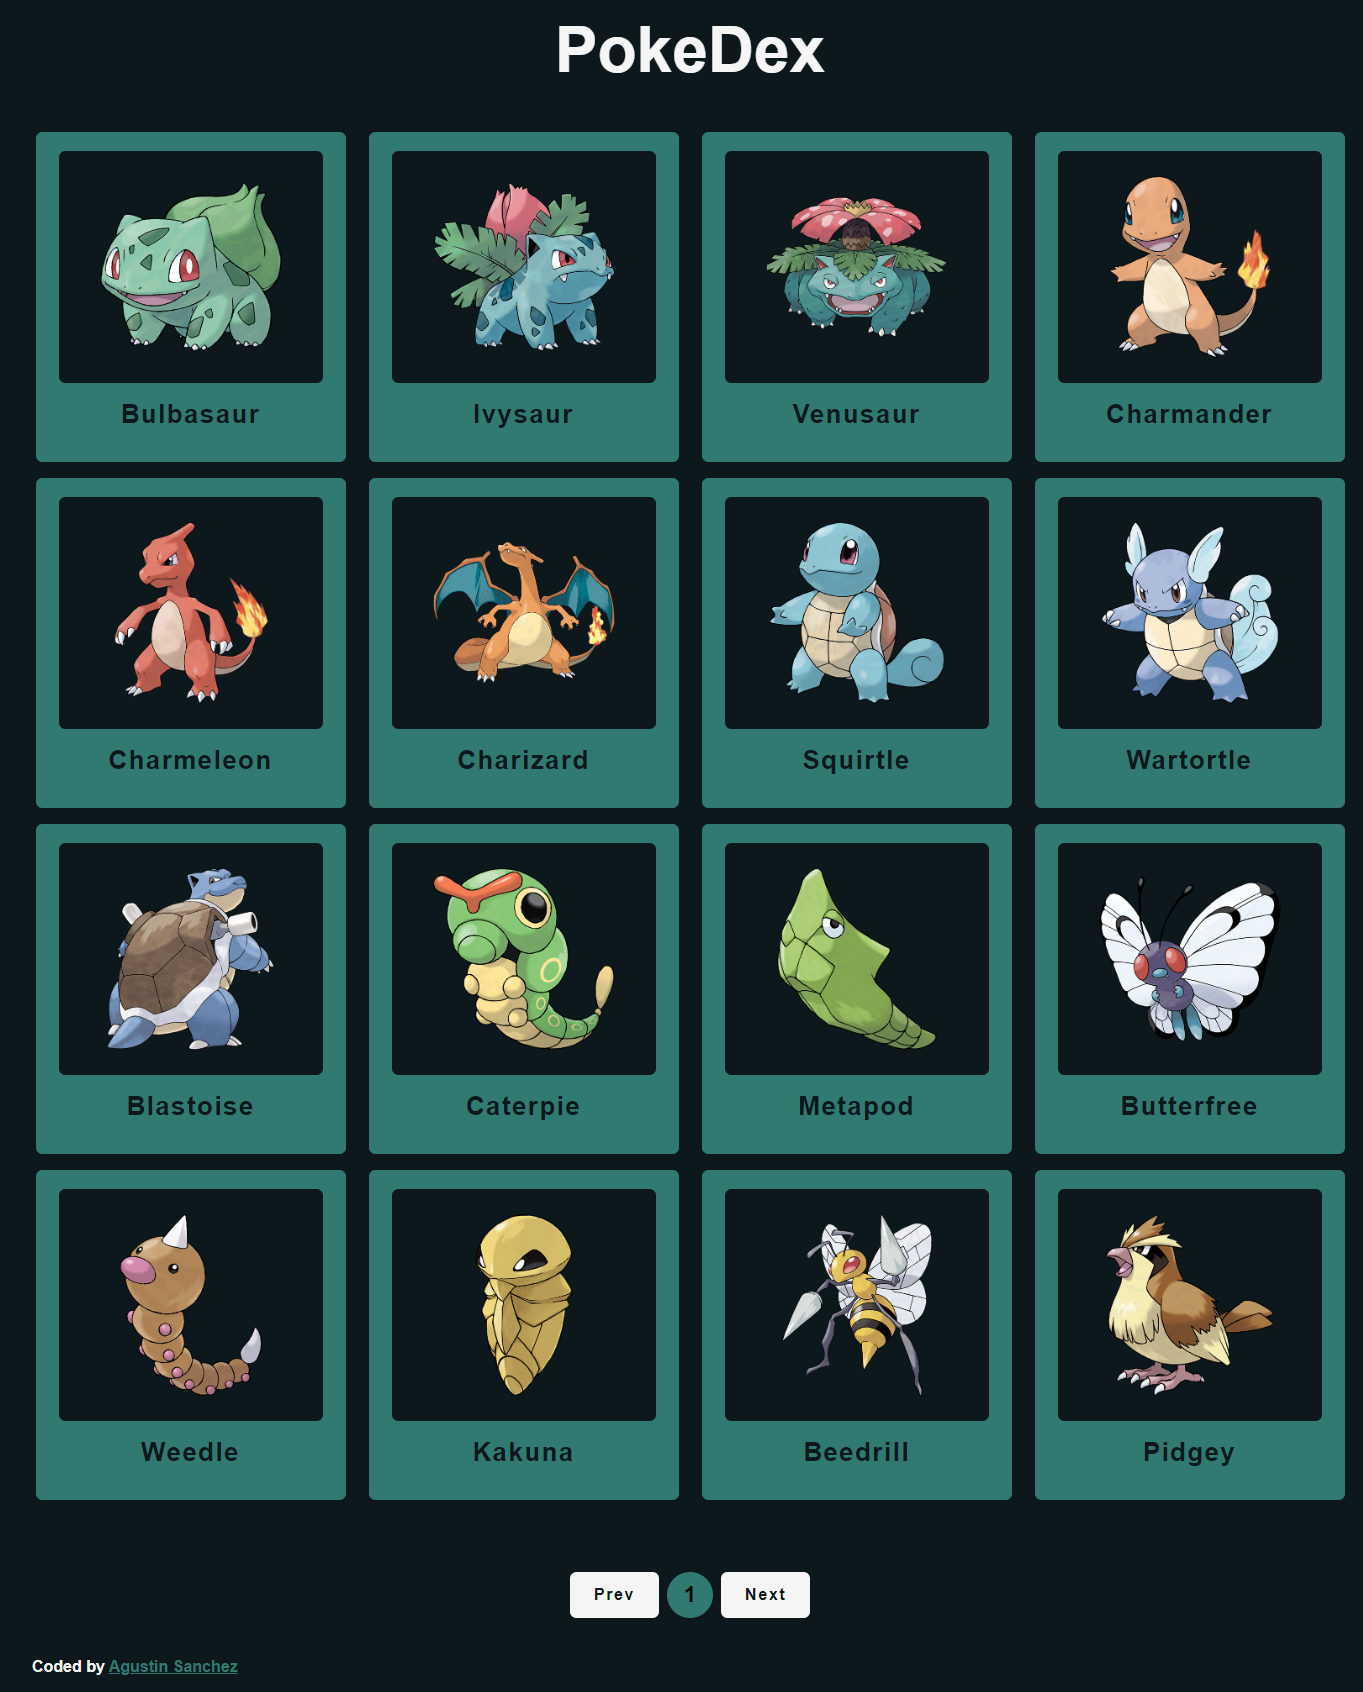 PokeDex
Bulbasaur
Ivysaur
Venusaur
Charmander
Charmeleon
Charizard
Squirtle
Wartortle
Blastoise
Caterpie
Metapod
Butterfree
Weedle
Kakuna
Beedrill
Pidgey
Prev 1 Next
Coded by Agustin Sanchez